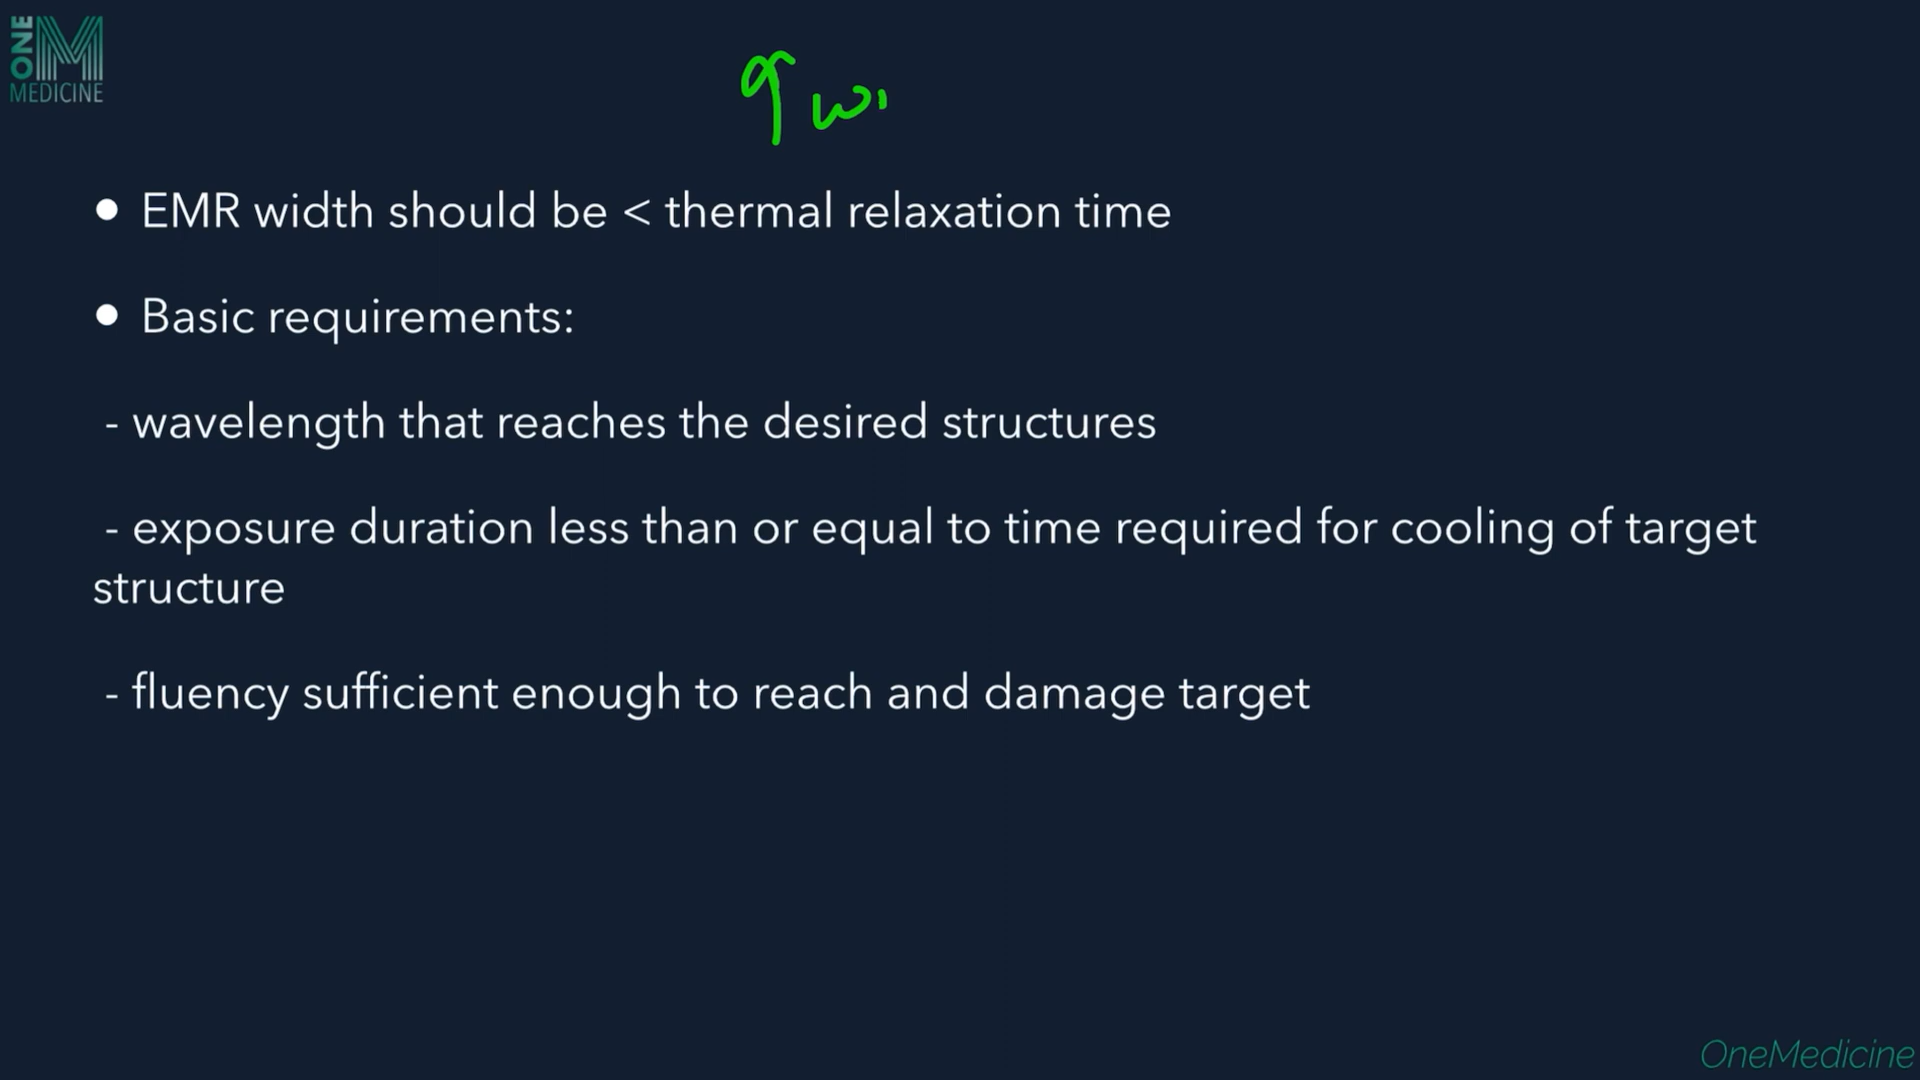 ONE
M
MEDICINE
• EMR width should be < thermal relaxation time
• Basic requirements:
- wavelength that reaches the desired structures
- exposure duration less than or equal to time required for cooling of target
structure
- fluency sufficient enough to reach and damage target
OneMedicine